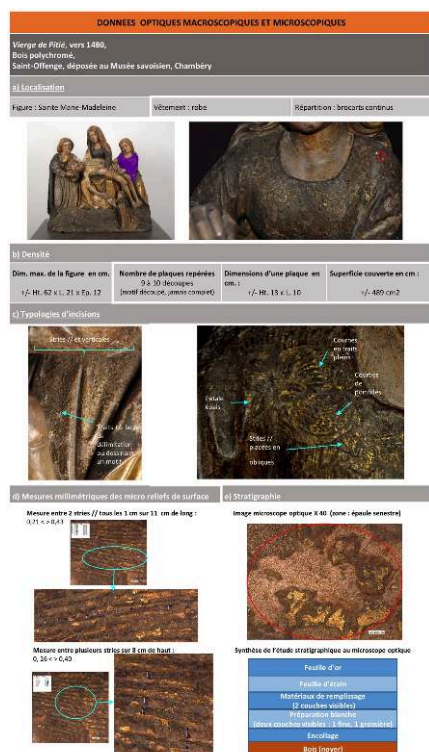 DONNEES OPTIQUES MACROSCOPIQUES ET MICROSCOPIQUES
Vierge de Pitié, vers 1480,
Bois polychromé,
Saint-Offenge, déposée au Musée savoisien, Chambéry
a) Localisation
Figure : Sainte Marie-Madeleine
Vêtement : robe
Répartition : brocarts continus
b) Densité
Dim. max. de la figure en cm.
+/- Ht. 62 x L. 21 x Ep. 12
Nombre de plaques repérées
9 à 10 découpes
(motif découpé, jamais complet)
Dimensions d'une plaque en
cm. :
+/- Ht. 13 x L. 10
Superficie couverte en cm :
+/- 489 cm2
c) Typologies d'incisions
Stries // et verticales
délimitation
ou dessinant
un motif
Courbes
en traits
pleins
Courbes
de
pointillés
Pétale
Stries //
placées en
obliques
d) Mesures millimétriques des micro reliefs de surface
Mesure entre 2 stries // tous les 1 cm sur 11 cm de long :
0,21 < > 0,43
Mesure entre plusieurs stries sur 8 cm de haut :
0, 26 < > 0,40
e) Stratigraphie
Image microscope optique X 40 (zone : épaule senestre)
Synthèse de l'étude stratigraphique au microscope optique
Feuille d'or
Feuille d'étain
Matériaux de remplissage
(2 couches visibles)
Préparation blanche
(deux couches visibles : 1 fine, 1 grossière)
Encollage
Bois (noyer)